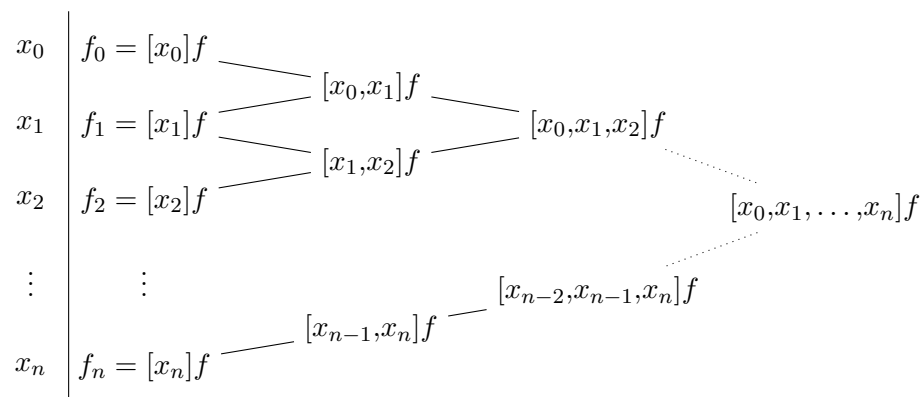 x_0 f_0 = [x_0]f
[x_0,x_1]f
x_1 f_1 = [x_1]f [x_0,x_1,x_2]f
[x_1,x_2]f
x_2 f_2 = [x_2]f [x_0,x_1,…,x_n]f
⋮ ⋮ [x_{n−2},x_{n−1},x_n]f
[x_{n−1},x_n]f
x_n f_n = [x_n]f